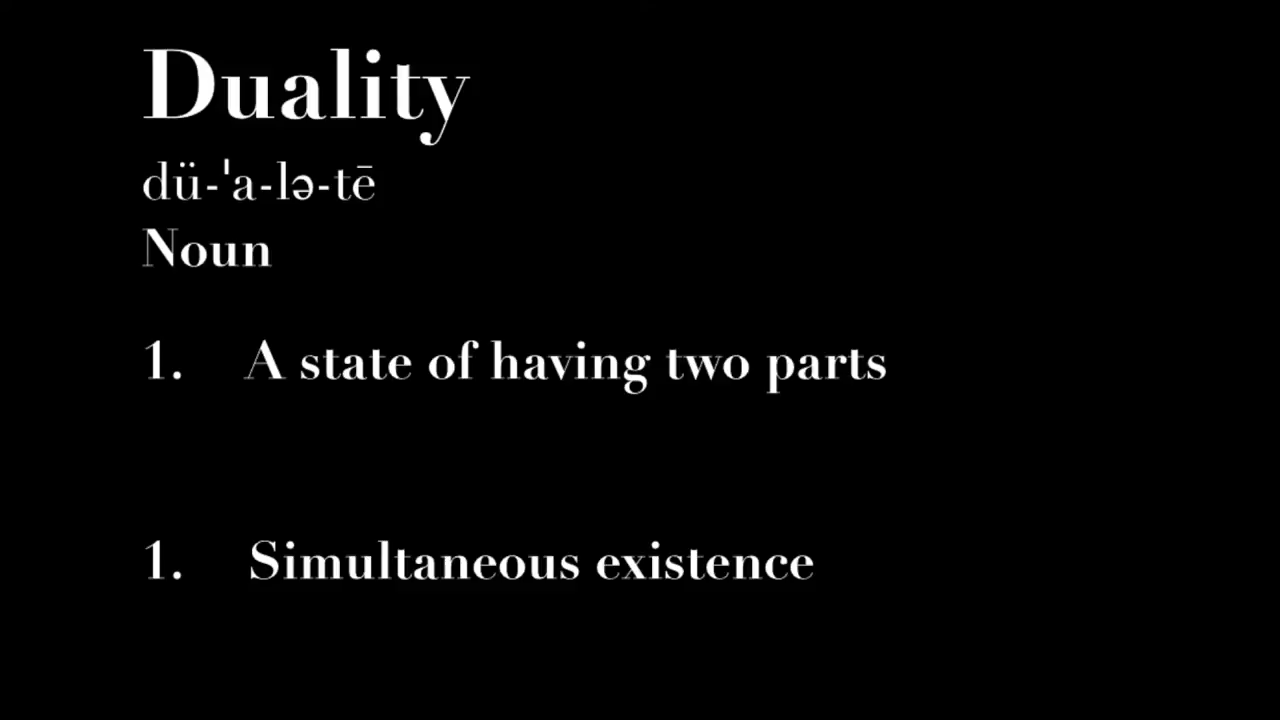 Duality
dü-ˈa-lə-tē
Noun
1. A state of having two parts
1. Simultaneous existence